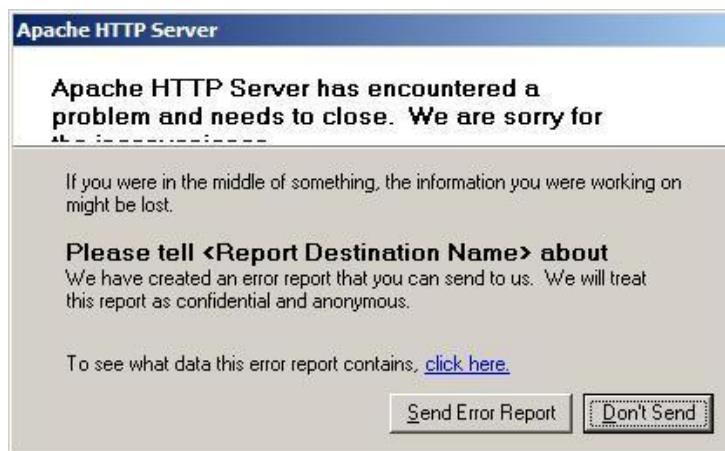 Apache HTTP Server
Apache HTTP Server has encountered a
problem and needs to close. We are sorry for
If you were in the middle of something, the information you were working on
might be lost.
Please tell <Report Destination Name> about
We have created an error report that you can send to us. We will treat
this report as confidential and anonymous.
To see what data this error report contains, click here.
Send Error Report
Don't Send